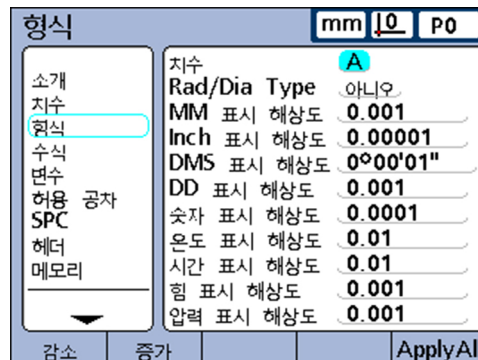 형식 mm 0 P0
소개
치수
형식
수식
변수
허용 공차
SPC
헤더
메모리
치수 A
Rad/Dia Type 아니오
MM 표시 해상도 0.001
Inch 표시 해상도 0.00001
DMS 표시 해상도 0°00'01"
DD 표시 해상도 0.001
숫자 표시 해상도 0.0001
온도 표시 해상도 0.01
시간 표시 해상도 0.01
힘 표시 해상도 0.001
압력 표시 해상도 0.001
감소 증가 ApplyAl